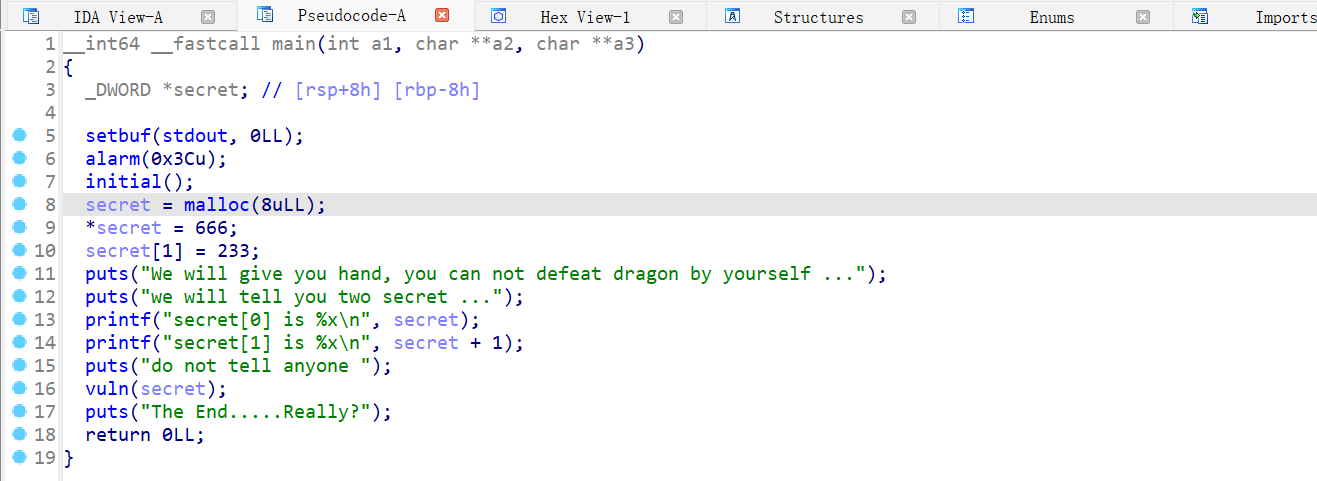 IDA View-A Pseudocode-A Hex View-1 Structures Enums Imports
1 __int64 __fastcall main(int a1, char **a2, char **a3)
2 {
3   _DWORD *secret; // [rsp+8h] [rbp-8h]
4
5   setbuf(stdout, 0LL);
6   alarm(0x3Cu);
7   initial();
8   secret = malloc(8uLL);
9   *secret = 666;
10   secret[1] = 233;
11   puts("We will give you hand, you can not defeat dragon by yourself ...");
12   puts("we will tell you two secret ...");
13   printf("secret[0] is %x\n", secret);
14   printf("secret[1] is %x\n", secret + 1);
15   puts("do not tell anyone ");
16   vuln(secret);
17   puts("The End.....Really?");
18   return 0LL;
19 }